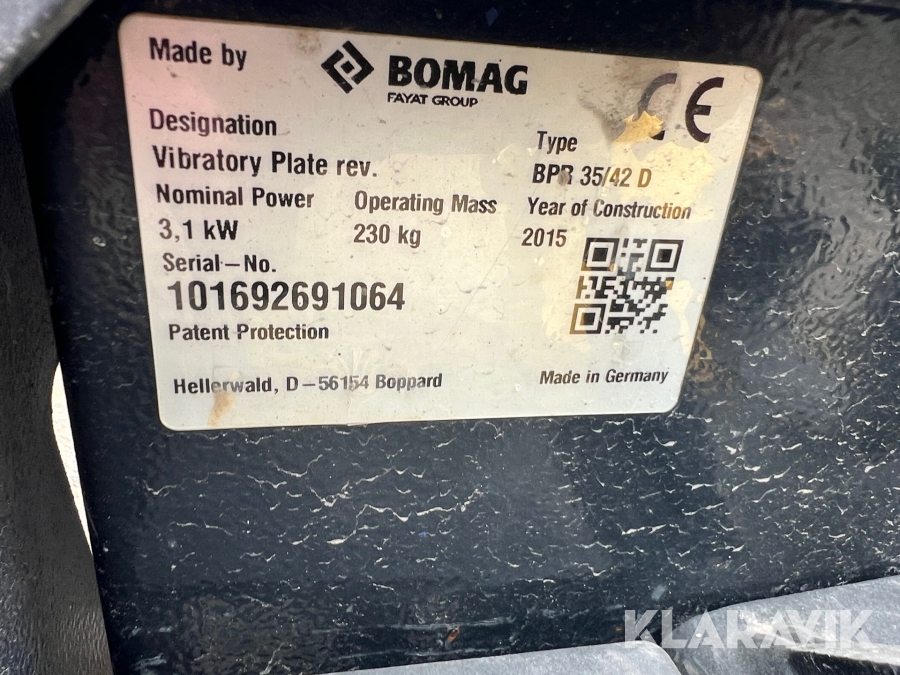 Made by
BOMAG
FAYAT GROUP
CE
Designation
Vibratory Plate rev.
Type
BPR 35/42 D
Nominal Power
3,1 kW
Operating Mass
230 kg
Year of Construction
2015
Serial-No.
101692691064
Patent Protection
Hellerwald, D-56154 Boppard
Made in Germany
KLARAVIK